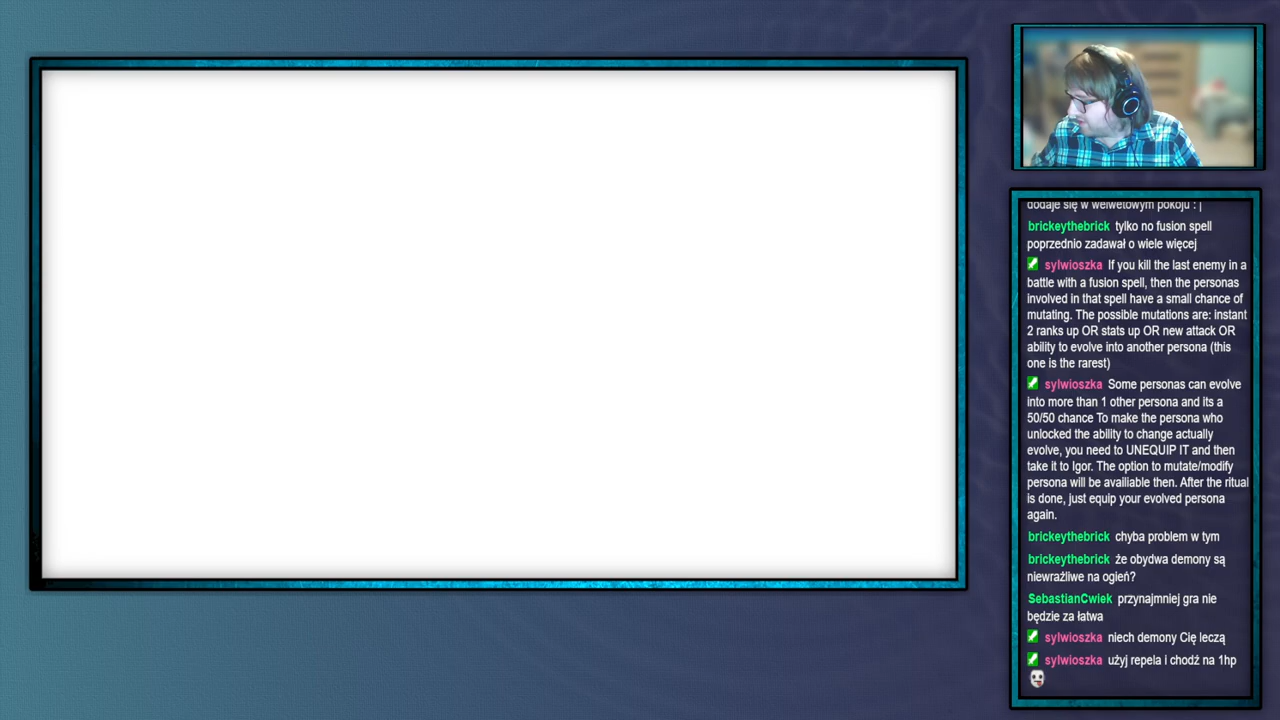 dodaje się w welwetowym pokoju : |
brickeythebrick tylko no fusion spell
poprzednio zadawał o wiele więcej
sylwioszka If you kill the last enemy in a
battle with a fusion spell, then the personas
involved in that spell have a small chance of
mutating. The possible mutations are: instant
2 ranks up OR stats up OR new attack OR
ability to evolve into another persona (this
one is the rarest)
sylwioszka Some personas can evolve
into more than 1 other persona and its a
50/50 chance To make the persona who
unlocked the ability to change actually
evolve, you need to UNEQUIP IT and then
take it to Igor. The option to mutate/modify
persona will be availiable then. After the ritual
is done, just equip your evolved persona
again.
brickeythebrick chyba problem w tym
brickeythebrick że obydwa demony są
niewrażliwe na ogień?
SebastianCwiek przynajmniej gra nie
będzie za łatwa
sylwioszka niech demony Cię leczą
sylwioszka użyj repela i chodź na 1hp